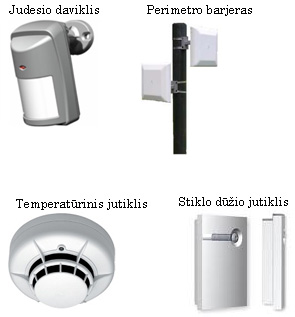 Judesio daviklis
Perimetro barjeras
Temperatūrinis jutiklis
Stiklo dūžio jutiklis